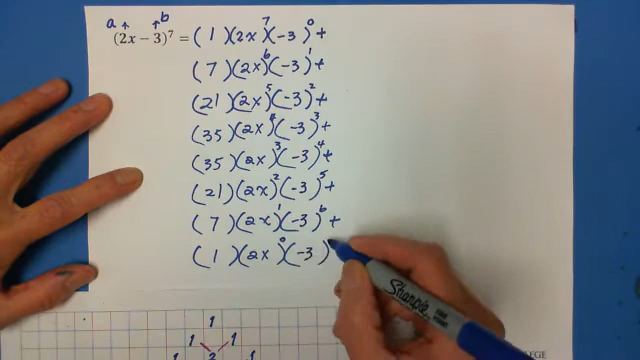 a b
(2x − 3)⁷ = (1)(2x)⁷(-3)⁰ +
(7)(2x)⁶(-3)¹ +
(21)(2x)⁵(-3)² +
(35)(2x)⁴(-3)³ +
(35)(2x)³(-3)⁴ +
(21)(2x)²(-3)⁵ +
(7)(2x)¹(-3)⁶ +
(1)(2x)⁰(-3)
Sharpie
1
1 1
1 2 1